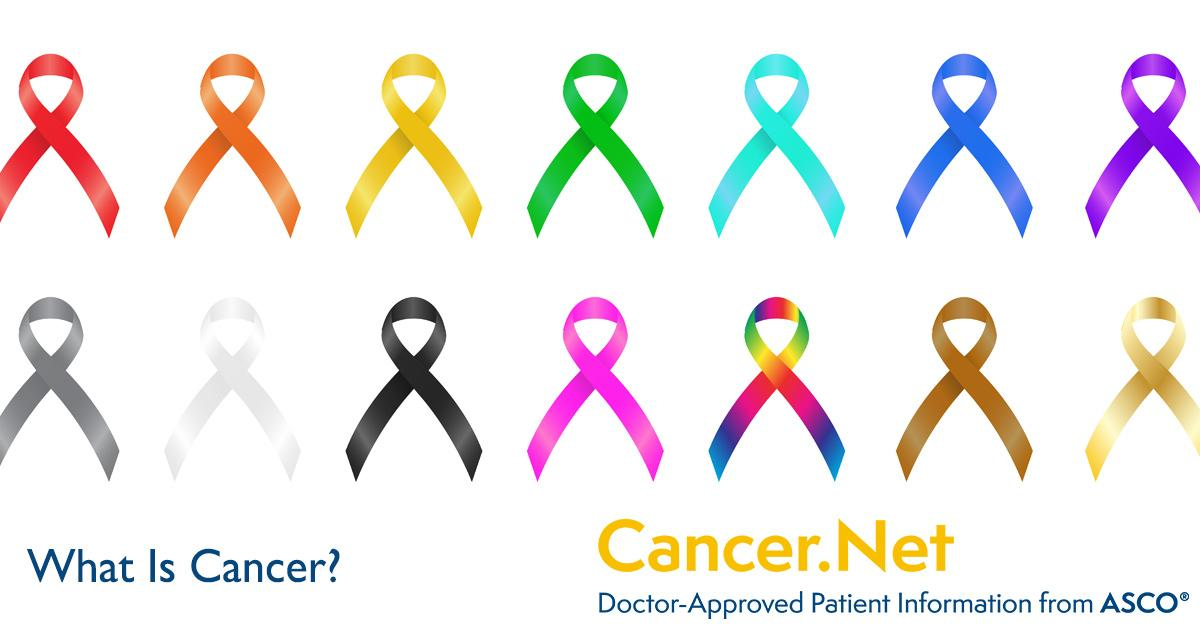 What Is Cancer?
Cancer.Net
Doctor-Approved Patient Information from ASCO®